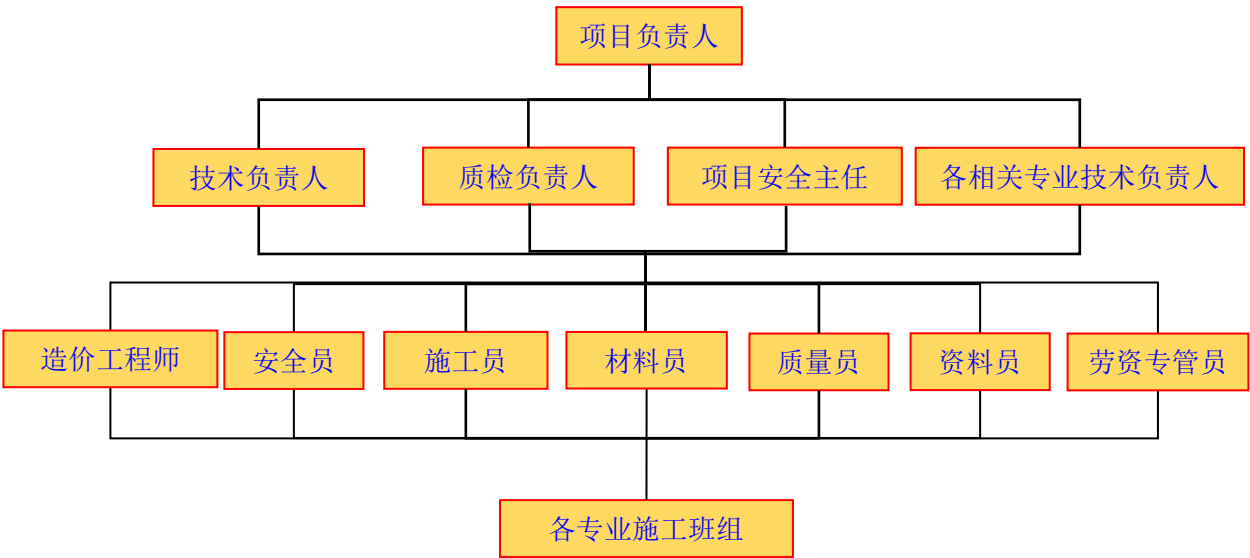 项目负责人
技术负责人
质检负责人
项目安全主任
各相关专业技术负责人
造价工程师
安全员
施工员
材料员
质量员
资料员
劳资专管员
各专业施工班组